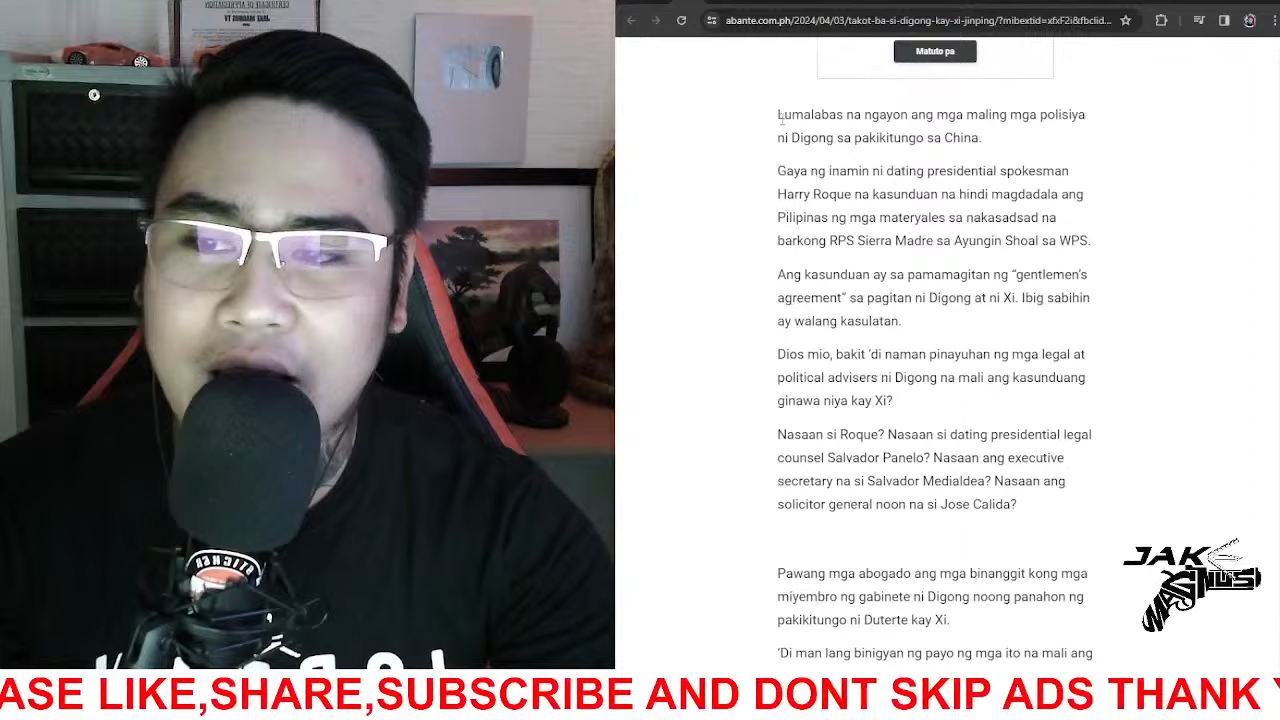 CERTIFICATE OF APPRECIATION
JAKE MAGNUS TV
abante.com.ph/2024/04/03/takot-ba-si-digong-kay-xi-jinping/?mibextid=xfxF2i&fbclid...
Matuto pa
Lumalabas na ngayon ang mga maling mga polisiya
ni Digong sa pakikitungo sa China.
Gaya ng inamin ni dating presidential spokesman
Harry Roque na kasunduan na hindi magdadala ang
Pilipinas ng mga materyales sa nakasadsad na
barkong RPS Sierra Madre sa Ayungin Shoal sa WPS.
Ang kasunduan ay sa pamamagitan ng “gentlemen’s
agreement” sa pagitan ni Digong at ni Xi. Ibig sabihin
ay walang kasulatan.
Dios mio, bakit ‘di naman pinayuhan ng mga legal at
political advisers ni Digong na mali ang kasunduang
ginawa niya kay Xi?
Nasaan si Roque? Nasaan si dating presidential legal
counsel Salvador Panelo? Nasaan ang executive
secretary na si Salvador Medialdea? Nasaan ang
solicitor general noon na si Jose Calida?
Pawang mga abogado ang mga binanggit kong mga
miyembro ng gabinete ni Digong noong panahon ng
pakikitungo ni Duterte kay Xi.
‘Di man lang binigyan ng payo ng mga ito na mali ang
JAKE
MAGNUS
ASE LIKE,SHARE,SUBSCRIBE AND DONT SKIP ADS THANK